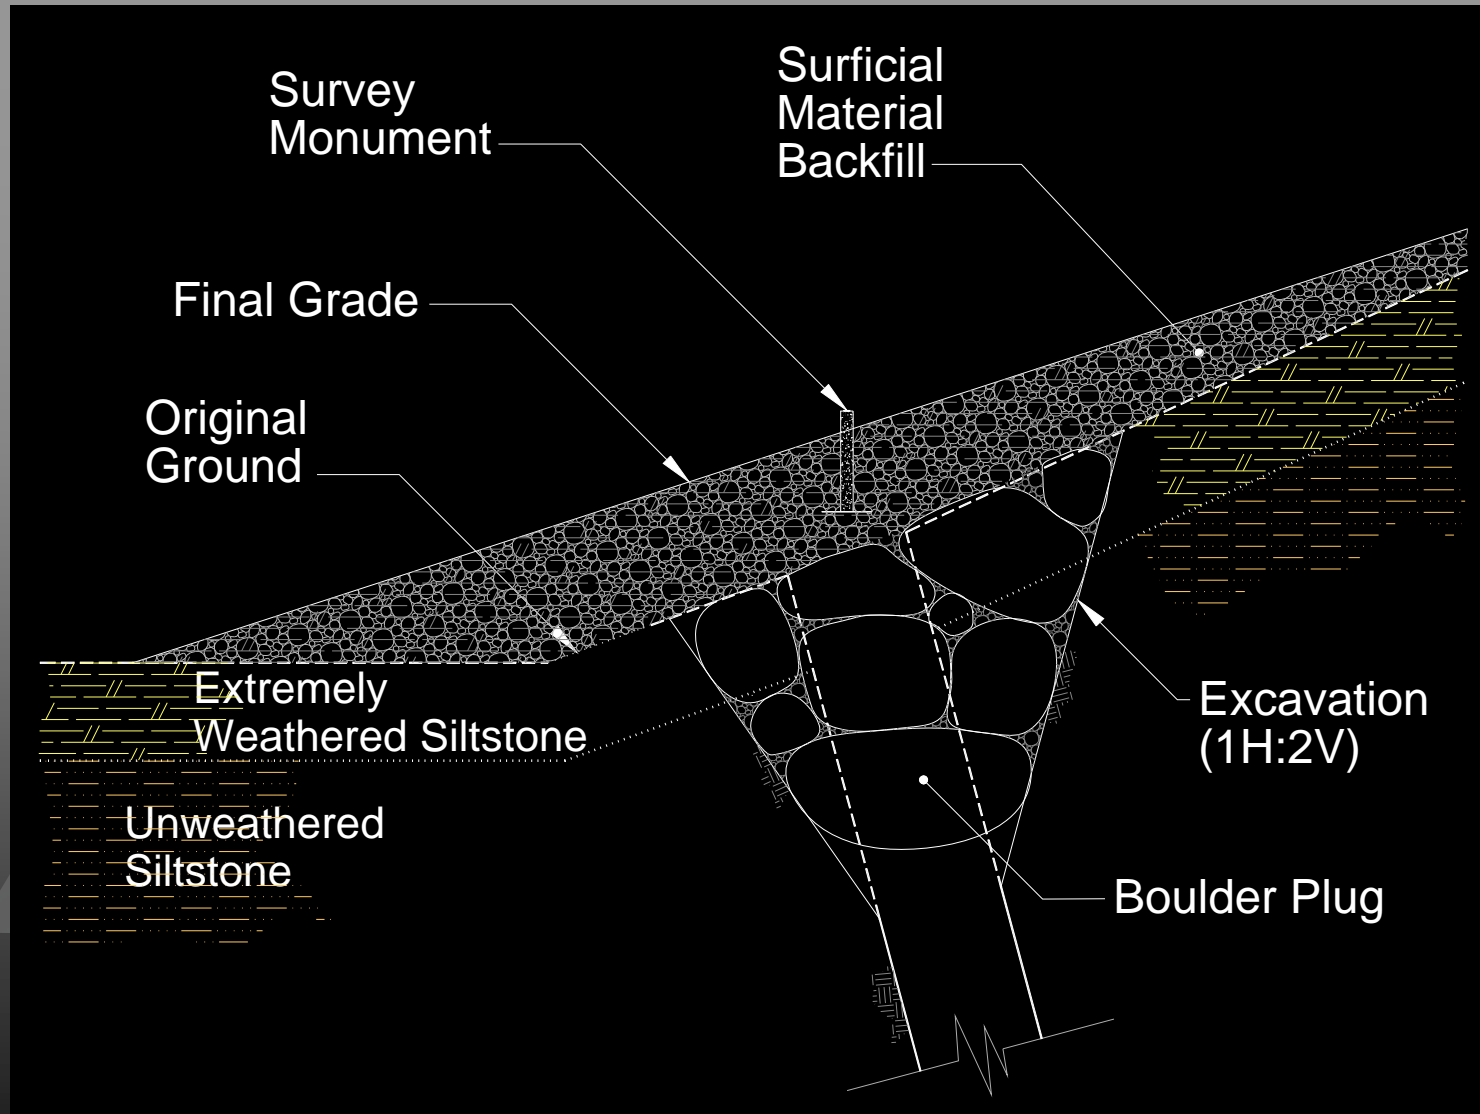 Survey
Monument
Surficial
Material
Backfill
Final Grade
Original
Ground
Extremely
Weathered Siltstone
Excavation
(1H:2V)
Unweathered
Siltstone
Boulder Plug